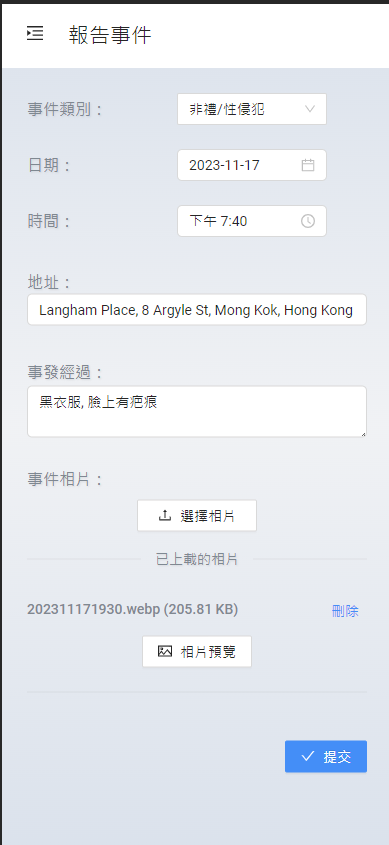 報告事件
事件類別：
非禮/性侵犯
日期：
2023-11-17
時間：
下午 7:40
地址：
Langham Place, 8 Argyle St, Mong Kok, Hong Kong
事發經過：
黑衣服, 臉上有疤痕
事件相片：
選擇相片
已上載的相片
202311171930.webp (205.81 KB)
刪除
相片預覽
提交